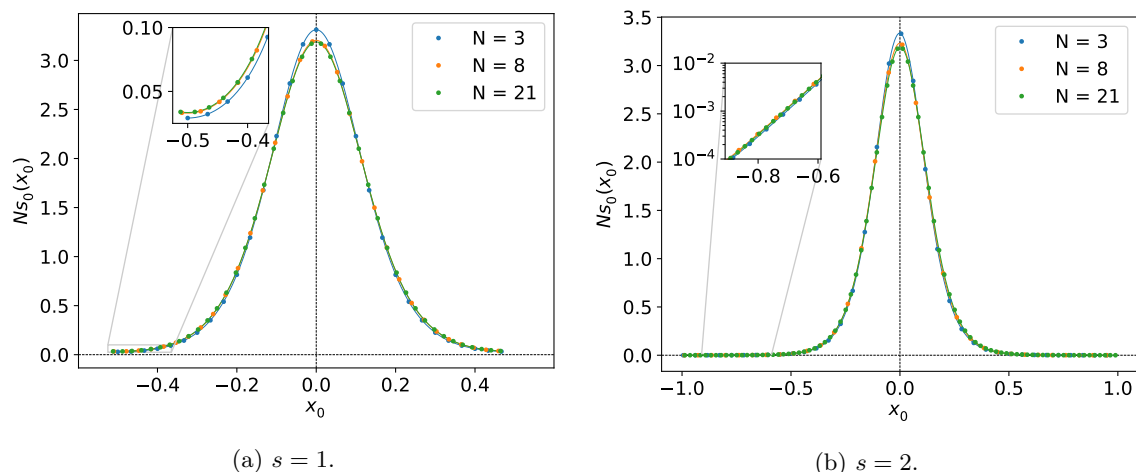 0.10
0.05
−0.5 −0.4
N = 3
N = 8
N = 21
3.0
2.5
2.0
1.5
1.0
0.5
0.0
Ns₀(x₀)
−0.4 −0.2 0.0 0.2 0.4
x₀
(a) s = 1.
3.5
3.0
2.5
2.0
1.5
1.0
0.5
0.0
Ns₀(x₀)
10⁻²
10⁻³
10⁻⁴
−0.8 −0.6
N = 3
N = 8
N = 21
−1.0 −0.5 0.0 0.5 1.0
x₀
(b) s = 2.